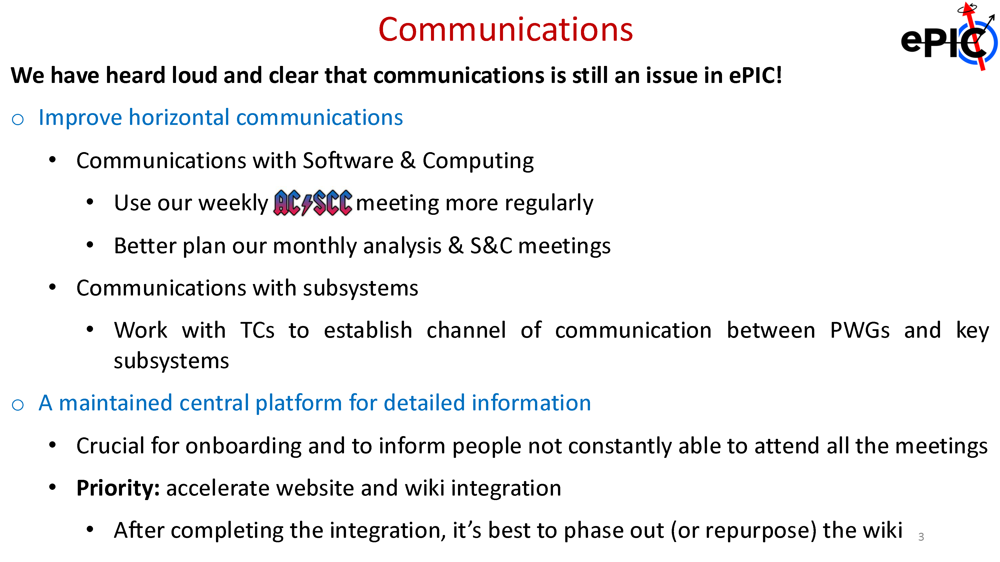 Communications
ePIC
We have heard loud and clear that communications is still an issue in ePIC!
o Improve horizontal communications
• Communications with Software & Computing
• Use our weekly AC⚡SCC meeting more regularly
• Better plan our monthly analysis & S&C meetings
• Communications with subsystems
• Work with TCs to establish channel of communication between PWGs and key
subsystems
o A maintained central platform for detailed information
• Crucial for onboarding and to inform people not constantly able to attend all the meetings
• Priority: accelerate website and wiki integration
• After completing the integration, it’s best to phase out (or repurpose) the wiki
3